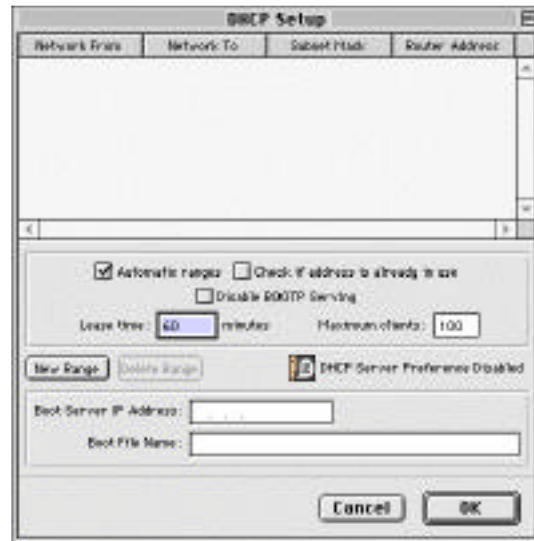 DHCP Setup
Network From Network To Subnet Mask Router Address
Automatic ranges Check if address is already in use
Disable BOOTP Serving
Lease time: 60 minutes Maximum clients: 100
New Range Delete Range DHCP Server Preference Disabled
Boot Server IP Address: . . .
Boot File Name:
Cancel OK